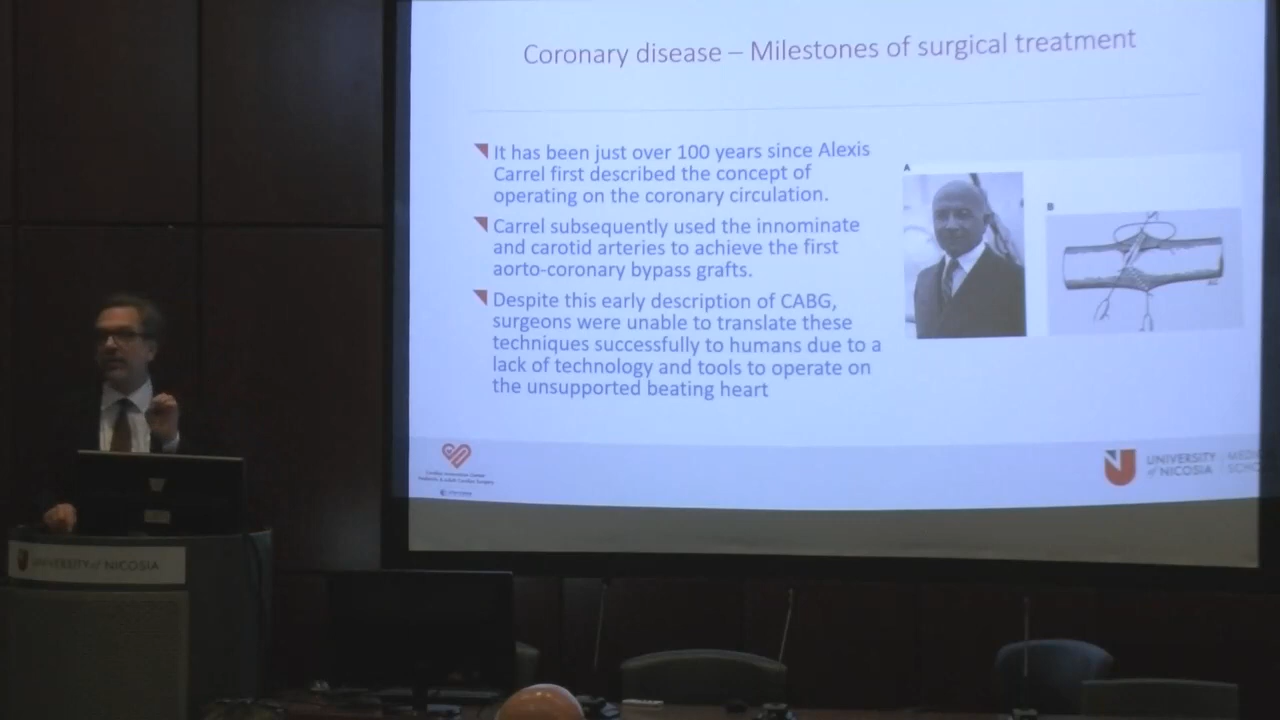 Coronary disease – Milestones of surgical treatment
It has been just over 100 years since Alexis
Carrel first described the concept of
operating on the coronary circulation.
Carrel subsequently used the innominate
and carotid arteries to achieve the first
aorto-coronary bypass grafts.
Despite this early description of CABG,
surgeons were unable to translate these
techniques successfully to humans due to a
lack of technology and tools to operate on
the unsupported beating heart
A
B
UNIVERSITY
of NICOSIA
UNIVERSITY of NICOSIA